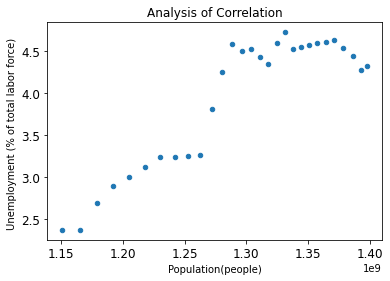 Analysis of Correlation
Unemployment (% of total labor force)
4.5
4.0
3.5
3.0
2.5
1.15
1.20
1.25
1.30
1.35
1.40
1e9
Population(people)